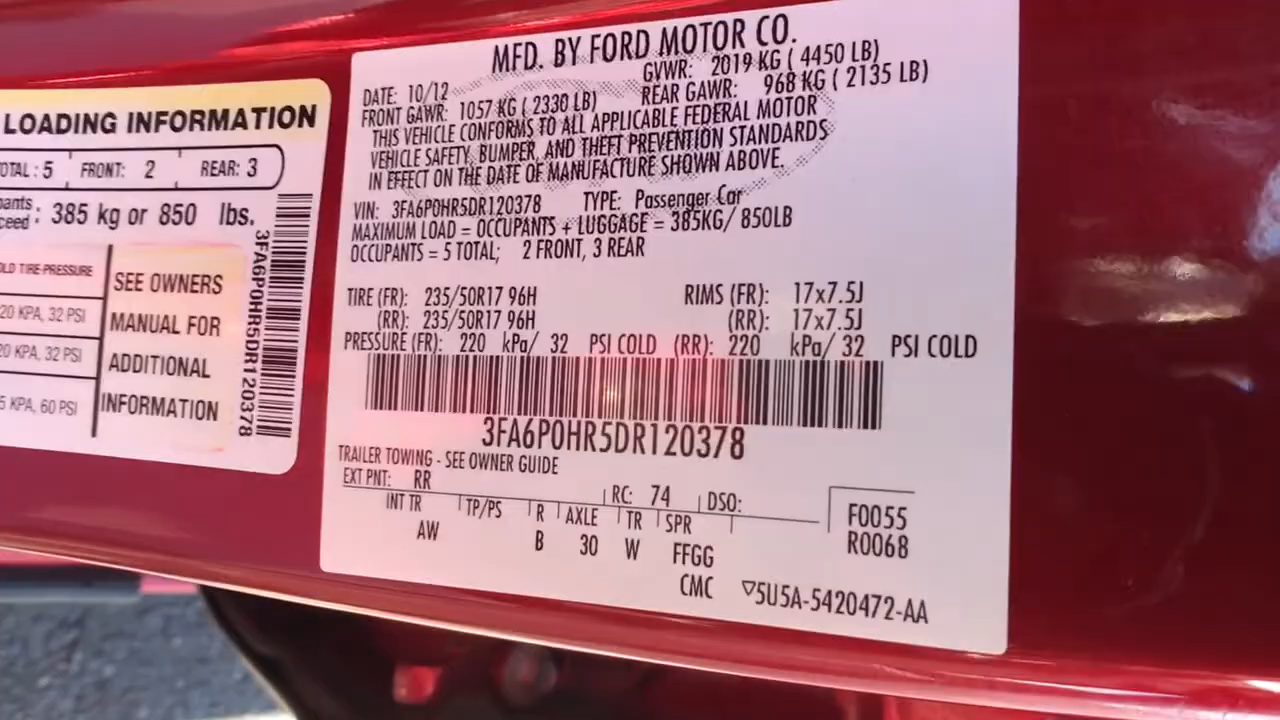 LOADING INFORMATION
TOTAL: 5 FRONT: 2 REAR: 3
385 kg or 850 lbs.
TIRE PRESSURE
20 KPA, 32 PSI
20 KPA, 32 PSI
5 KPA, 60 PSI
SEE OWNERS
MANUAL FOR
ADDITIONAL
INFORMATION
3FA6P0HR5DR120378
MFD. BY FORD MOTOR CO.
DATE: 10/12 GVWR: 2019 KG ( 4450 LB)
FRONT GAWR: 1057 KG ( 2330 LB) REAR GAWR: 968 KG ( 2135 LB)
THIS VEHICLE CONFORMS TO ALL APPLICABLE FEDERAL MOTOR
VEHICLE SAFETY, BUMPER, AND THEFT PREVENTION STANDARDS
IN EFFECT ON THE DATE OF MANUFACTURE SHOWN ABOVE.
VIN: 3FA6P0HR5DR120378 TYPE: Passenger Car
MAXIMUM LOAD = OCCUPANTS + LUGGAGE = 385KG/ 850LB
OCCUPANTS = 5 TOTAL; 2 FRONT, 3 REAR
TIRE (FR): 235/50R17 96H RIMS (FR): 17x7.5J
(RR): 235/50R17 96H (RR): 17x7.5J
PRESSURE (FR): 220 kPa/ 32 PSI COLD (RR): 220 kPa/ 32 PSI COLD
3FA6P0HR5DR120378
TRAILER TOWING - SEE OWNER GUIDE
EXT PNT: RR RC: 74 DSO:
INT TR TP/PS R AXLE TR SPR
AW B 30 W FFGG
CMC
F0055
R0068
▽5U5A-5420472-AA